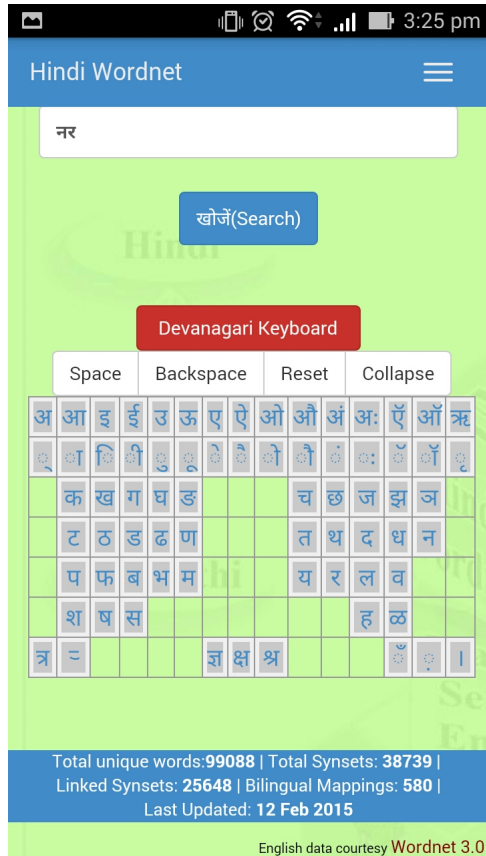 3:25 pm
Hindi Wordnet
नर
खोजें(Search)
Hindi
Devanagari Keyboard
Space Backspace Reset Collapse
अ आ इ ई उ ऊ ए ऐ ओ औ अं अः ऍ ऑ ऋ
् ा ि ी ु ू े ै ो ौ ं ः ॅ ॉ ृ
क ख ग घ ङ च छ ज झ ञ
ट ठ ड ढ ण त थ द ध न
प फ ब भ म य र ल व
श ष स ह ळ
त्र ज्ञ क्ष श्र ँ ़ ।
Total unique words:99088 | Total Synsets: 38739 |
Linked Synsets: 25648 | Bilingual Mappings: 580 |
Last Updated: 12 Feb 2015
English data courtesy Wordnet 3.0